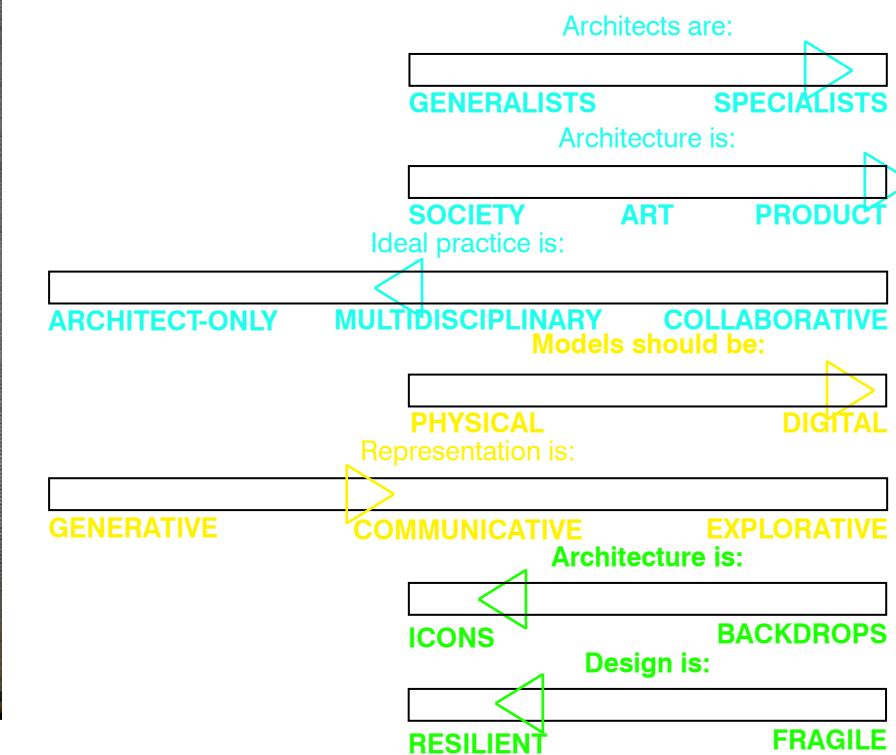 Architects are:
GENERALISTS SPECIALISTS
Architecture is:
SOCIETY ART PRODUCT
Ideal practice is:
ARCHITECT-ONLY MULTIDISCIPLINARY COLLABORATIVE
Models should be:
PHYSICAL DIGITAL
Representation is:
GENERATIVE COMMUNICATIVE EXPLORATIVE
Architecture is:
ICONS BACKDROPS
Design is:
RESILIENT FRAGILE